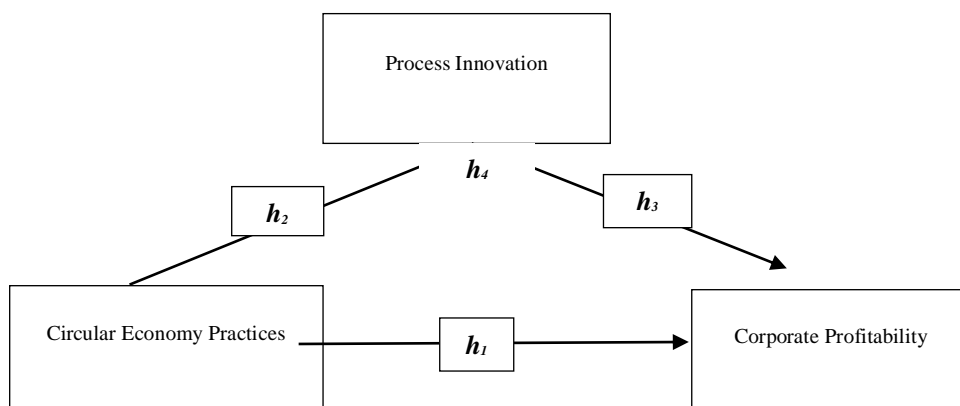 Process Innovation
h4
h2
h3
Circular Economy Practices
h1
Corporate Profitability